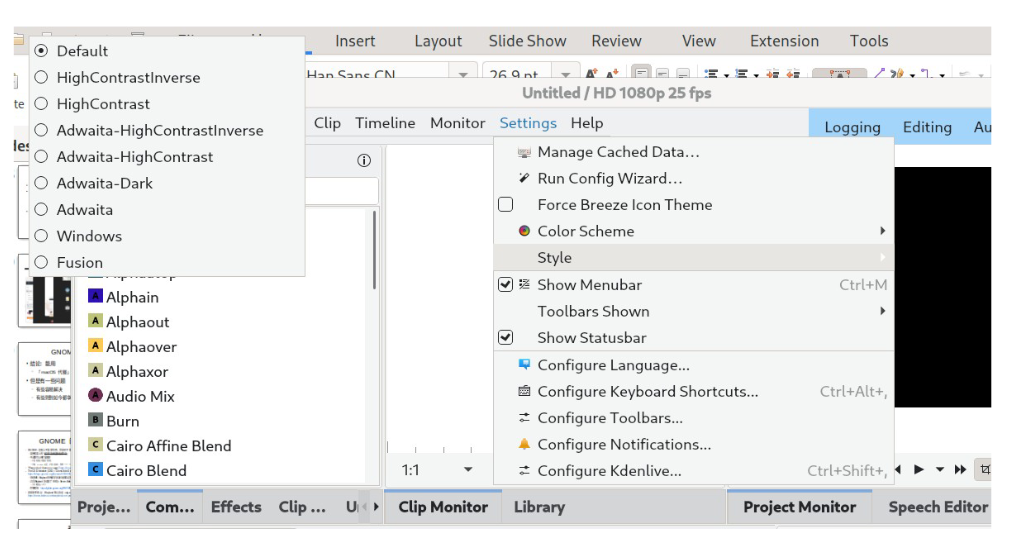 Insert Layout Slide Show Review View Extension Tools
Han Sans CN 26.9 pt
Untitled / HD 1080p 25 fps
Clip Timeline Monitor Settings Help
Logging Editing Au
Default
HighContrastInverse
HighContrast
Adwaita-HighContrastInverse
Adwaita-HighContrast
Adwaita-Dark
Adwaita
Windows
Fusion
Manage Cached Data...
Run Config Wizard...
Force Breeze Icon Theme
Color Scheme
Style
Show Menubar Ctrl+M
Toolbars Shown
Show Statusbar
Configure Language...
Configure Keyboard Shortcuts... Ctrl+Alt+,
Configure Toolbars...
Configure Notifications...
Configure Kdenlive... Ctrl+Shift+,
A Alphain
A Alphaout
A Alphaover
A Alphaxor
A Audio Mix
B Burn
C Cairo Affine Blend
C Cairo Blend
GNOME
1:1
Proje... Com... Effects Clip ... Clip Monitor Library Project Monitor Speech Editor